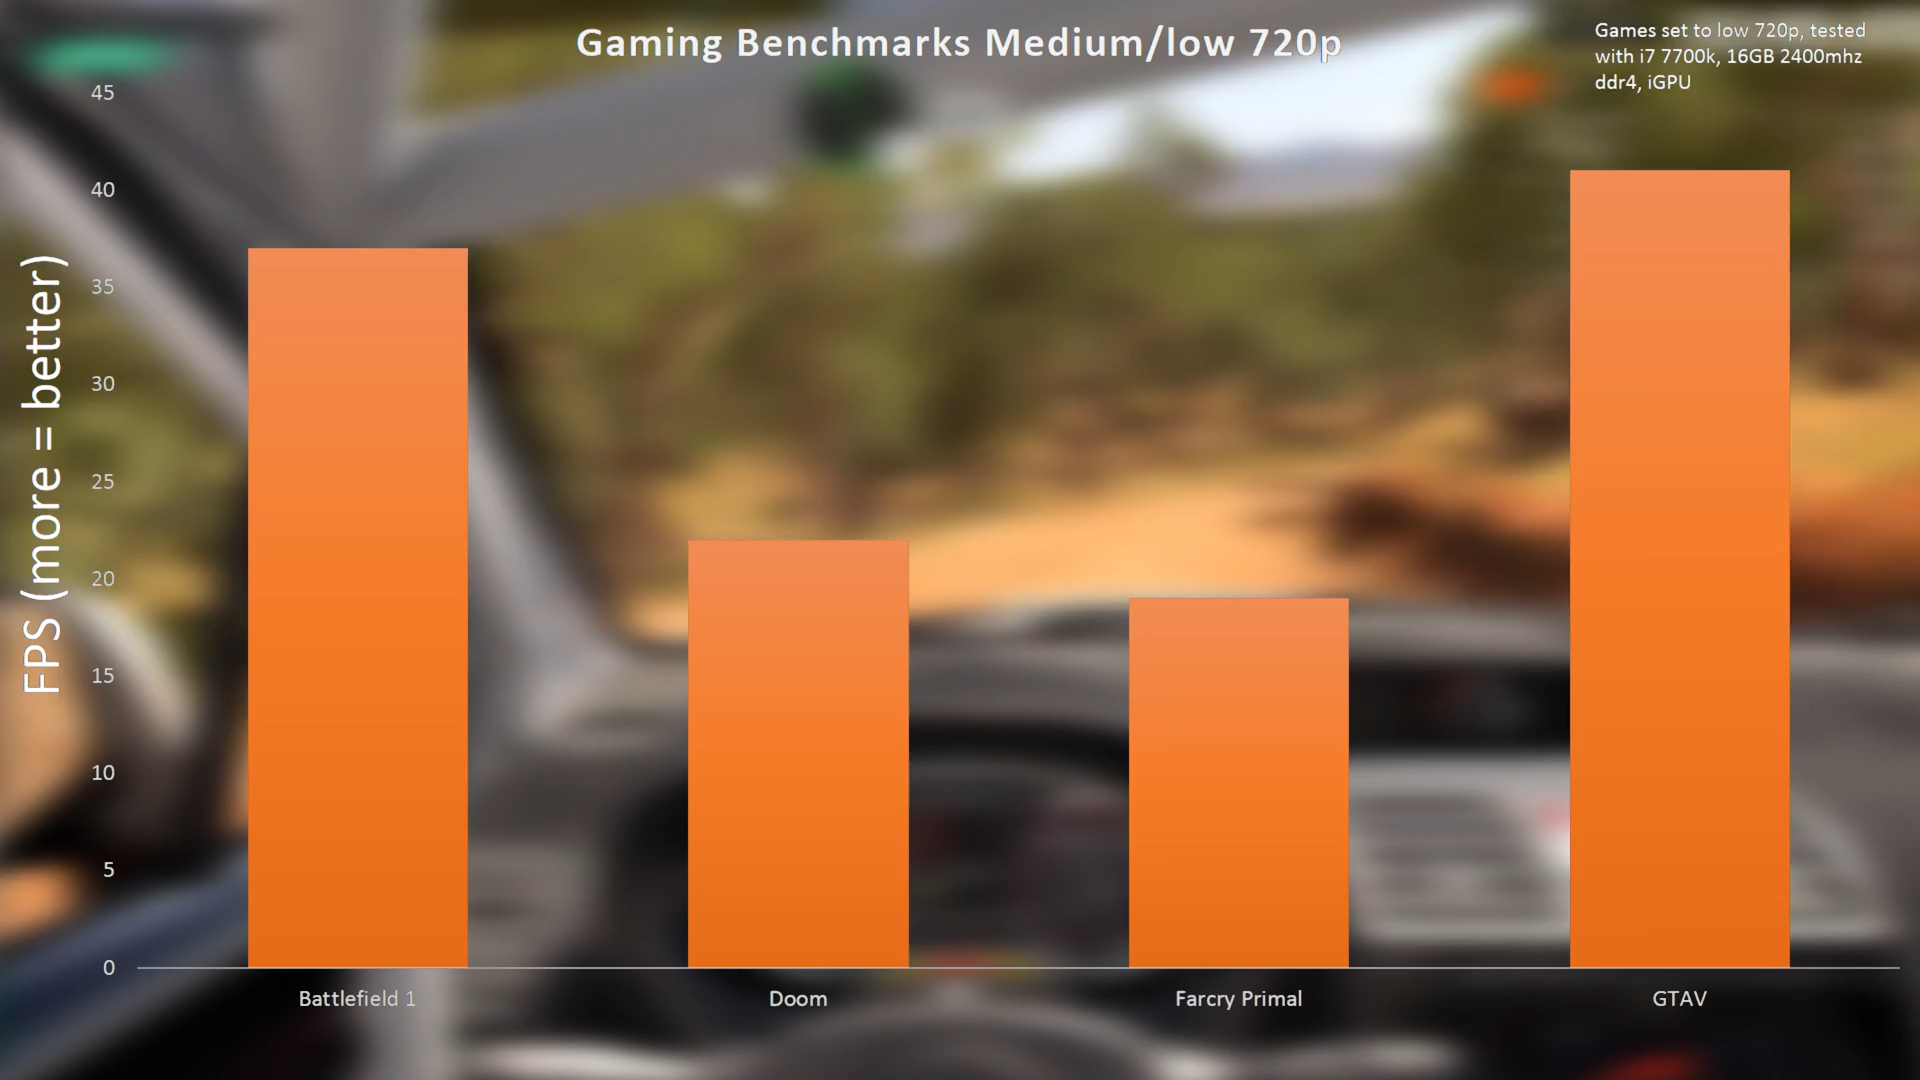 Gaming Benchmarks Medium/low 720p
Games set to low 720p, tested
with i7 7700k, 16GB 2400mhz
ddr4, iGPU
FPS (more = better)
45
40
35
30
25
20
15
10
5
0
Battlefield 1
Doom
Farcry Primal
GTAV